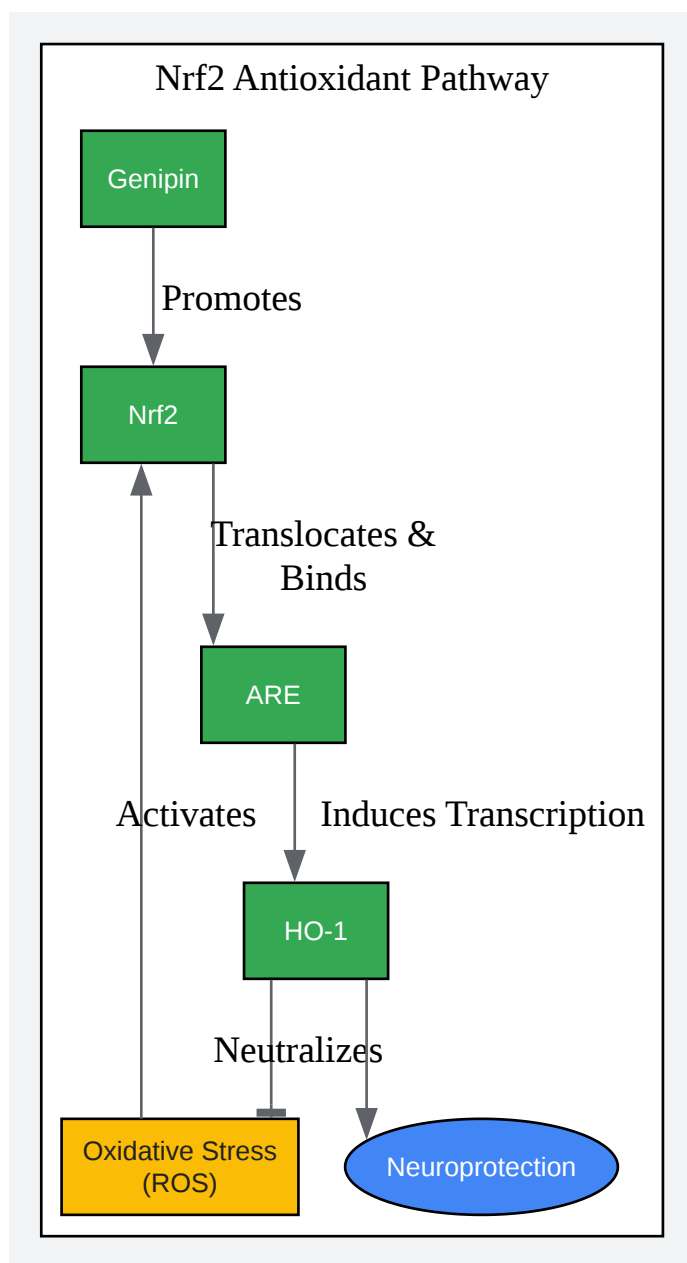 Nrf2 Antioxidant Pathway
Genipin
Promotes
Nrf2
Translocates &
Binds
ARE
Activates
Induces Transcription
HO-1
Neutralizes
Oxidative Stress
(ROS)
Neuroprotection